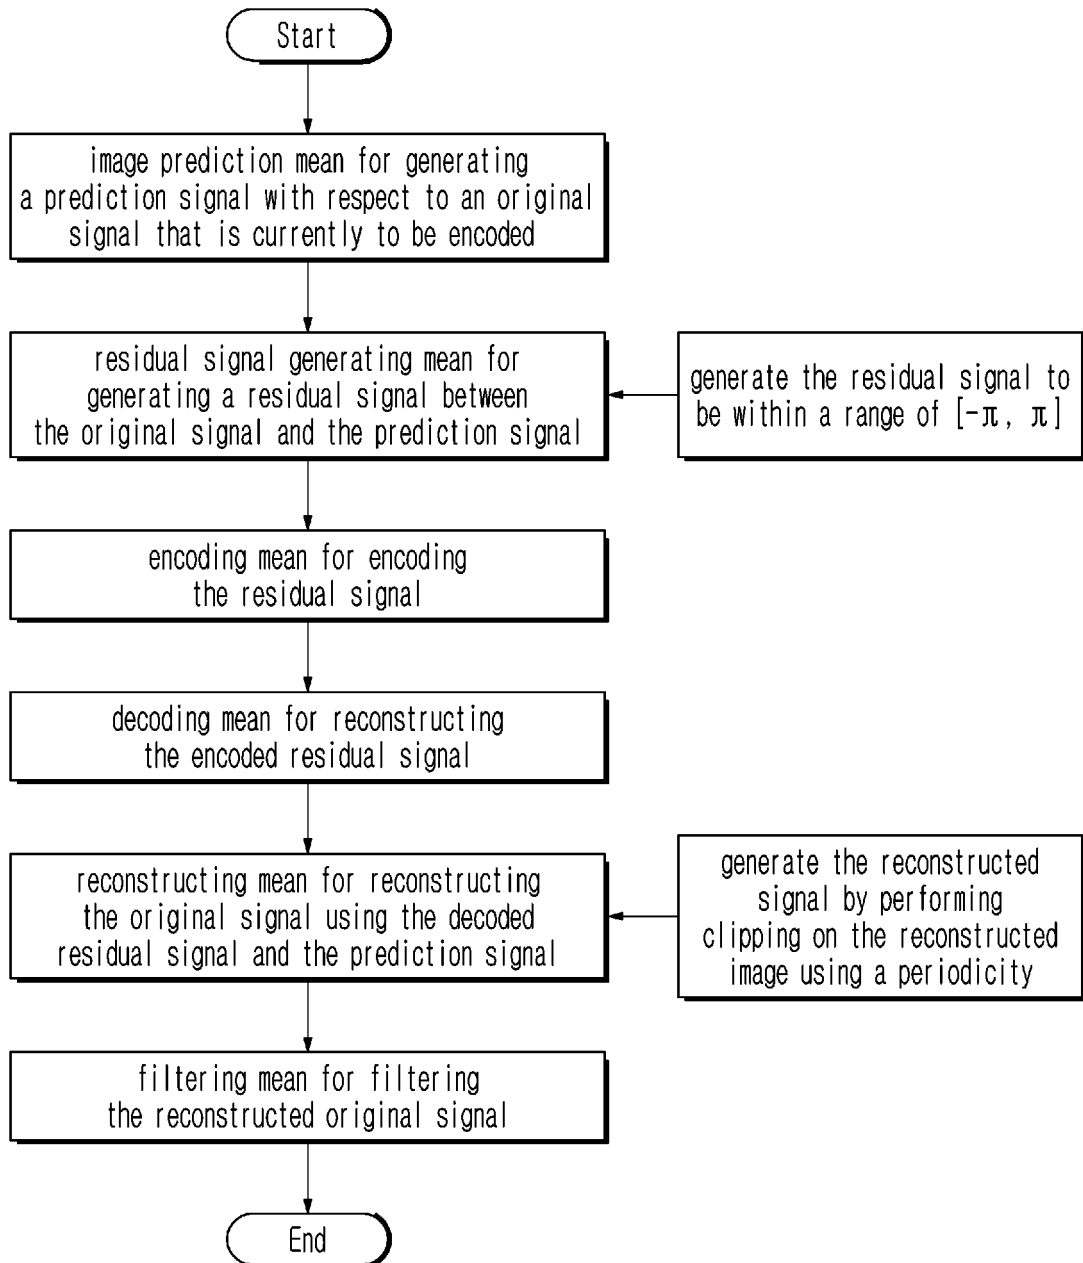 Start
image prediction mean for generating
a prediction signal with respect to an original
signal that is currently to be encoded
residual signal generating mean for
generating a residual signal between
the original signal and the prediction signal
generate the residual signal to
be within a range of [-π, π]
encoding mean for encoding
the residual signal
decoding mean for reconstructing
the encoded residual signal
reconstructing mean for reconstructing
the original signal using the decoded
residual signal and the prediction signal
generate the reconstructed
signal by performing
clipping on the reconstructed
image using a periodicity
filtering mean for filtering
the reconstructed original signal
End